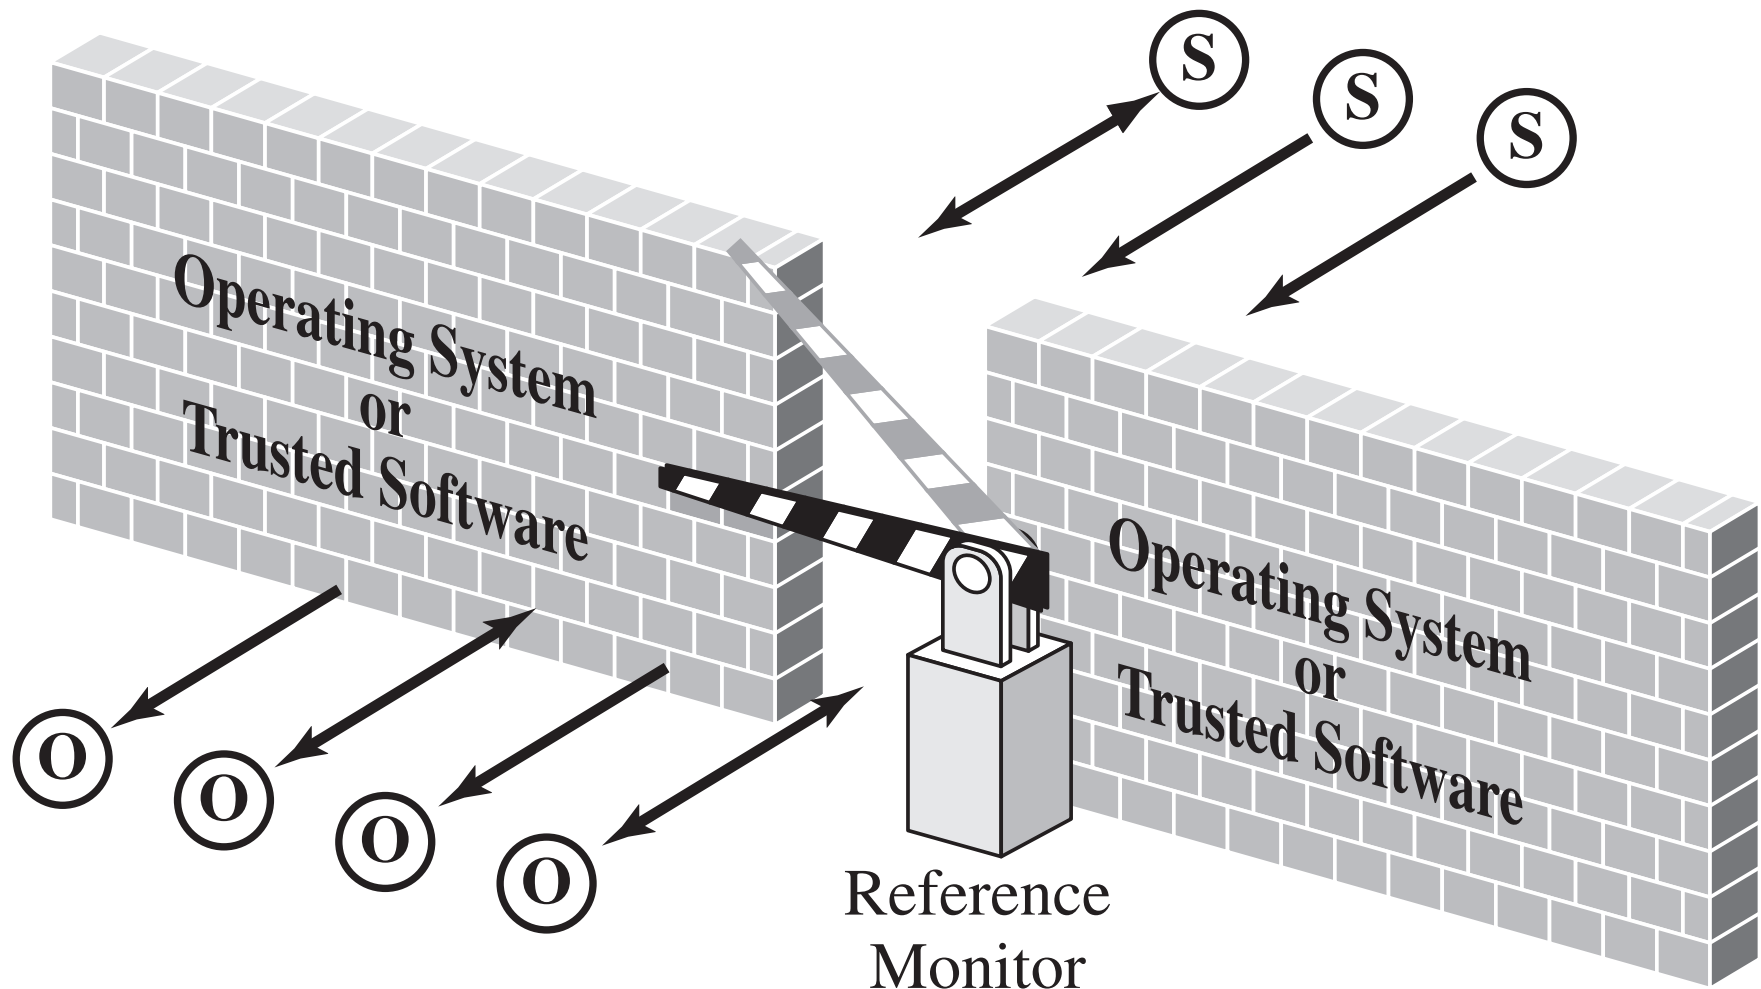 S
S
S
Operating System
or
Trusted Software
Operating System
or
Trusted Software
O
O
O
O
Reference
Monitor